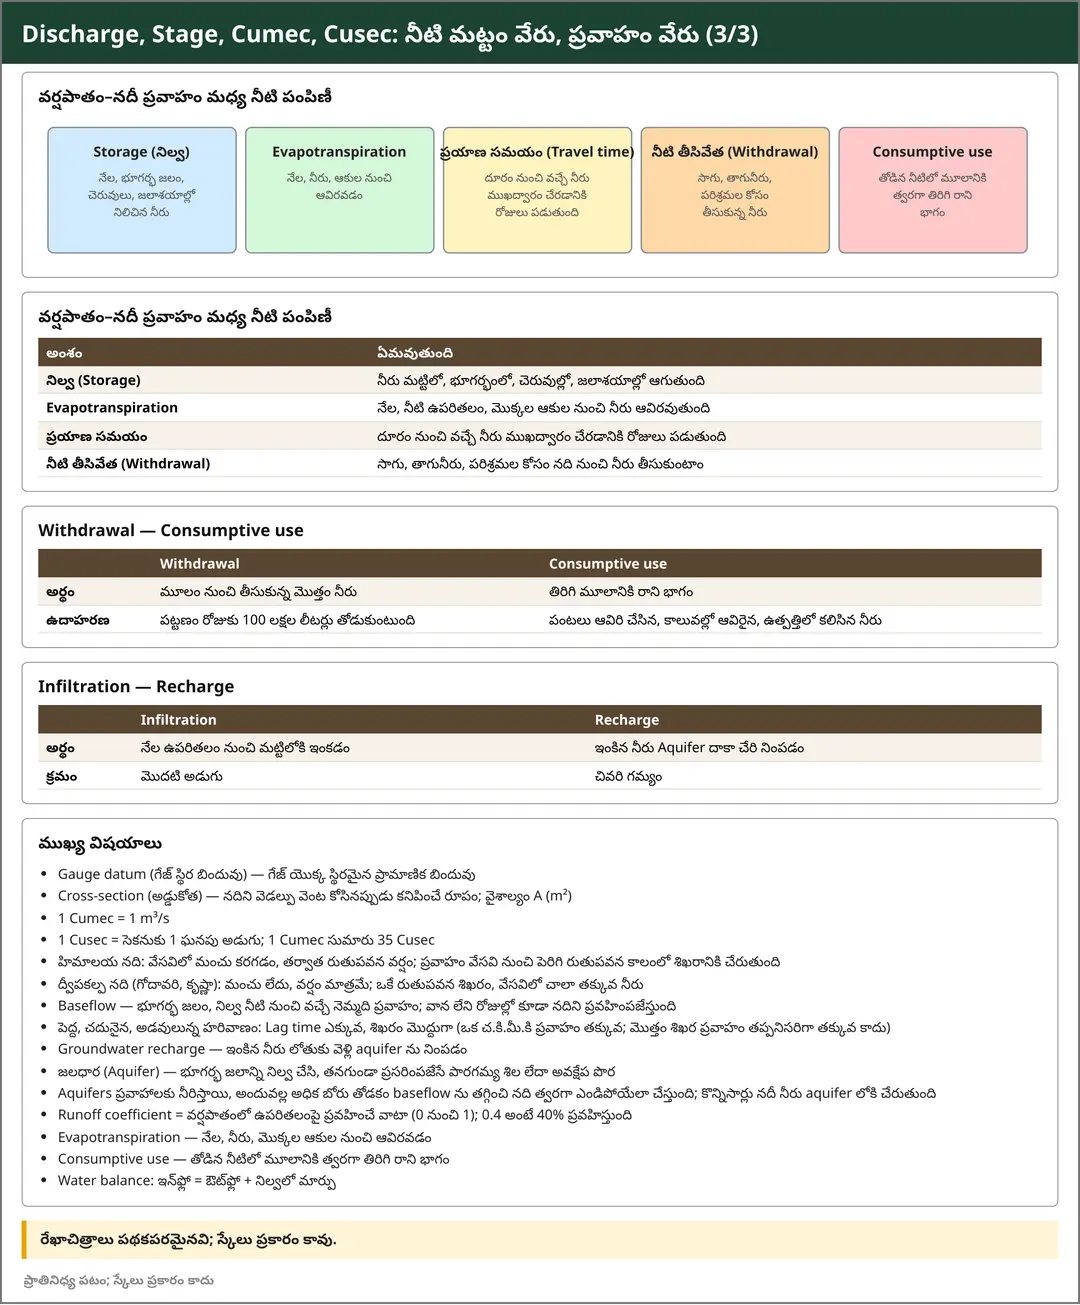 Discharge, Stage, Cumec, Cusec: నీటి మట్టం వేరు, ప్రవాహం వేరు (3/3)
వర్షపాతం–నదీ ప్రవాహం మధ్య నీటి పంపిణీ
Storage (నిల్వ)
నేల, భూగర్భ జలం,
చెరువులు, జలాశయాల్లో
నిలిచిన నీరు
Evapotranspiration
నేల, నీరు, ఆకుల నుంచి
ఆవిరవడం
ప్రయాణ సమయం (Travel time)
దూరం నుంచి వచ్చే నీరు
ముఖద్వారం చేరడానికి
రోజులు పడుతుంది
నీటి తీసివేత (Withdrawal)
సాగు, తాగునీరు,
పరిశ్రమల కోసం
తీసుకున్న నీరు
Consumptive use
తోడిన నీటిలో మూలానికి
త్వరగా తిరిగి రాని
భాగం
వర్షపాతం–నదీ ప్రవాహం మధ్య నీటి పంపిణీ
అంశం ఏమవుతుంది
నిల్వ (Storage) నీరు మట్టిలో, భూగర్భంలో, చెరువుల్లో, జలాశయాల్లో ఆగుతుంది
Evapotranspiration నేల, నీటి ఉపరితలం, మొక్కల ఆకుల నుంచి నీరు ఆవిరవుతుంది
ప్రయాణ సమయం దూరం నుంచి వచ్చే నీరు ముఖద్వారం చేరడానికి రోజులు పడుతుంది
నీటి తీసివేత (Withdrawal) సాగు, తాగునీరు, పరిశ్రమల కోసం నది నుంచి నీరు తీసుకుంటాం
Withdrawal — Consumptive use
Withdrawal Consumptive use
అర్థం మూలం నుంచి తీసుకున్న మొత్తం నీరు తిరిగి మూలానికి రాని భాగం
ఉదాహరణ పట్టణం రోజుకు 100 లక్షల లీటర్లు తోడుకుంటుంది పంటలు ఆవిరి చేసిన, కాలువల్లో ఆవిరైన, ఉత్పత్తిలో కలిసిన నీరు
Infiltration — Recharge
Infiltration Recharge
అర్థం నేల ఉపరితలం నుంచి మట్టిలోకి ఇంకడం ఇంకిన నీరు Aquifer దాకా చేరి నింపడం
క్రమం మొదటి అడుగు చివరి గమ్యం
ముఖ్య విషయాలు
• Gauge datum (గేజ్ స్థిర బిందువు) — గేజ్ యొక్క స్థిరమైన ప్రామాణిక బిందువు
• Cross-section (అడ్డుకోత) — నదిని వెడల్పు వెంట కోసినప్పుడు కనిపించే రూపం; వైశాల్యం A (m²)
• 1 Cumec = 1 m³/s
• 1 Cusec = సెకనుకు 1 ఘనపు అడుగు; 1 Cumec సుమారు 35 Cusec
• హిమాలయ నది: వేసవిలో మంచు కరగడం, తర్వాత రుతుపవన వర్షం; ప్రవాహం వేసవి నుంచి పెరిగి రుతుపవన కాలంలో శిఖరానికి చేరుతుంది
• ద్వీపకల్ప నది (గోదావరి, కృష్ణా): మంచు లేదు, వర్షం మాత్రమే; ఒకే రుతుపవన శిఖరం, వేసవిలో చాలా తక్కువ నీరు
• Baseflow — భూగర్భ జలం, నిల్వ నీటి నుంచి వచ్చే నెమ్మది ప్రవాహం; వాన లేని రోజుల్లో కూడా నదిని ప్రవహింపజేస్తుంది
• పెద్ద, చదునైన, అడవులున్న హరివాణం: Lag time ఎక్కువ, శిఖరం మొద్దుగా (ఒక చ.కి.మీ.కి ప్రవాహం తక్కువ; మొత్తం శిఖర ప్రవాహం తప్పనిసరిగా తక్కువ కాదు)
• Groundwater recharge — ఇంకిన నీరు లోతుకు వెళ్లి aquifer ను నింపడం
• జలధార (Aquifer) — భూగర్భ జలాన్ని నిల్వ చేసి, తనగుండా ప్రసరింపజేసే పారగమ్య శిల లేదా అవక్షేప పొర
• Aquifers ప్రవాహాలకు నీరిస్తాయి, అందువల్ల అధిక బోరు తోడకం baseflow ను తగ్గించి నది త్వరగా ఎండిపోయేలా చేస్తుంది; కొన్నిసార్లు నదీ నీరు aquifer లోకి చేరుతుంది
• Runoff coefficient = వర్షపాతంలో ఉపరితలంపై ప్రవహించే వాటా (0 నుంచి 1); 0.4 అంటే 40% ప్రవహిస్తుంది
• Evapotranspiration — నేల, నీరు, మొక్కల ఆకుల నుంచి ఆవిరవడం
• Consumptive use — తోడిన నీటిలో మూలానికి త్వరగా తిరిగి రాని భాగం
• Water balance: ఇన్‌ఫ్లో = ఔట్‌ఫ్లో + నిల్వలో మార్పు
రేఖాచిత్రాలు పథకపరమైనవి; స్కేలు ప్రకారం కావు.
ప్రాతినిధ్య పటం; స్కేలు ప్రకారం కాదు